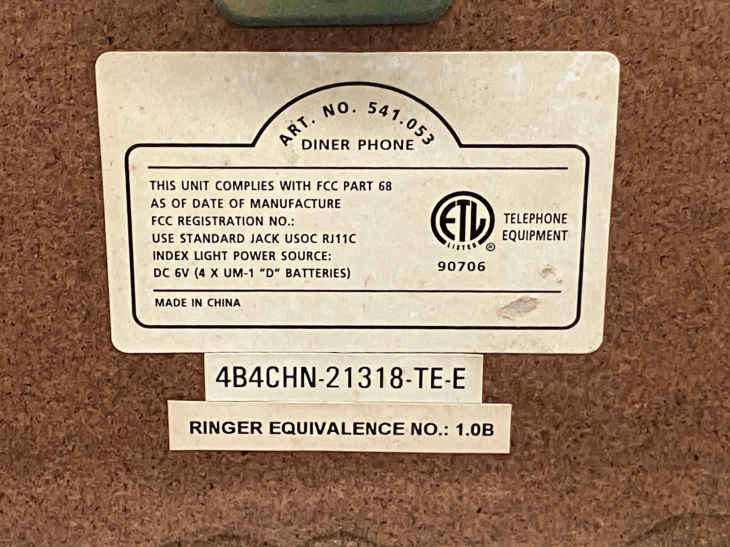 ART. NO. 541.053
DINER PHONE
THIS UNIT COMPLIES WITH FCC PART 68
AS OF DATE OF MANUFACTURE
FCC REGISTRATION NO.:
USE STANDARD JACK USOC RJ11C
INDEX LIGHT POWER SOURCE:
DC 6V (4 X UM-1 "D" BATTERIES)
ETL
LISTED
®
90706
TELEPHONE
EQUIPMENT
MADE IN CHINA
4B4CHN-21318-TE-E
RINGER EQUIVALENCE NO.: 1.0B